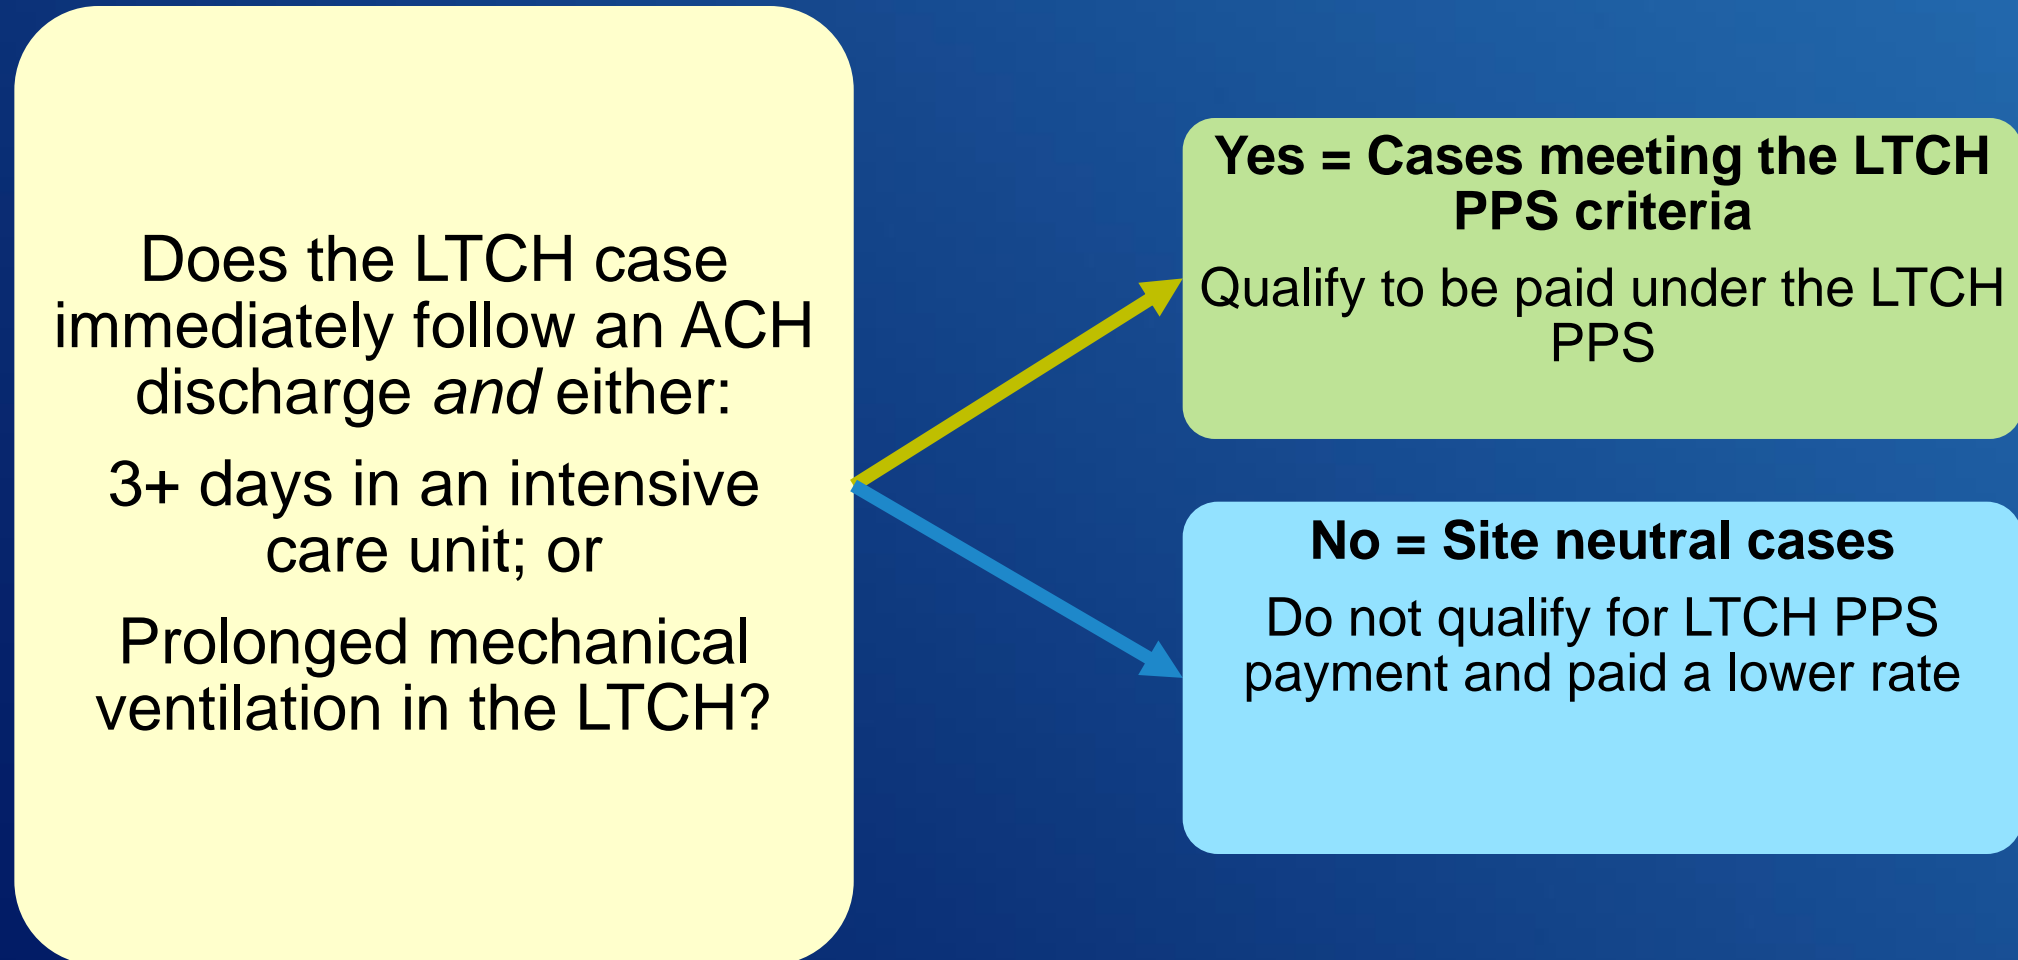 Does the LTCH case
immediately follow an ACH
discharge and either:
3+ days in an intensive
care unit; or
Prolonged mechanical
ventilation in the LTCH?
Yes = Cases meeting the LTCH
PPS criteria
Qualify to be paid under the LTCH
PPS
No = Site neutral cases
Do not qualify for LTCH PPS
payment and paid a lower rate